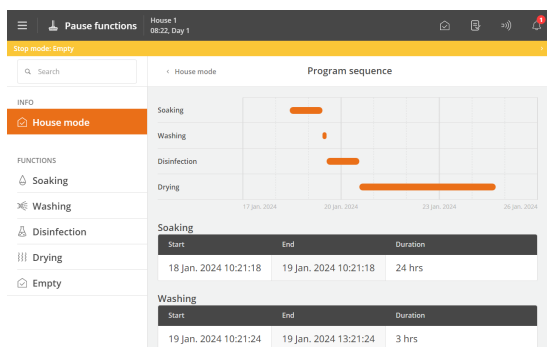 Pause functions
House 1
08:22, Day 1
1
Stop mode: Empty
Search
House mode
Program sequence
INFO
House mode
FUNCTIONS
Soaking
Washing
Disinfection
Drying
Empty
Soaking
Washing
Disinfection
Drying
17 Jan. 2024 20 Jan. 2024 23 Jan. 2024 26 Jan. 2024
Soaking
Start End Duration
18 Jan. 2024 10:21:18 19 Jan. 2024 10:21:18 24 hrs
Washing
Start End Duration
19 Jan. 2024 10:21:24 19 Jan. 2024 13:21:24 3 hrs